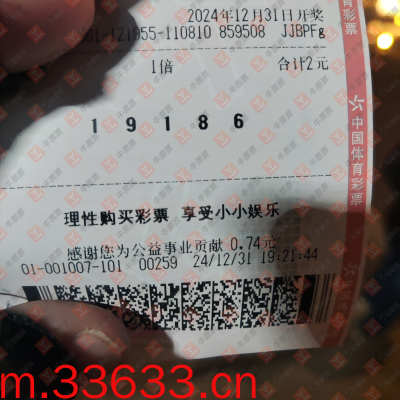 2024年12月31日开奖
121955-110810 859508 JJBPFg
1倍 合计2元
1 9 1 8 6
理性购买彩票 享受小小娱乐
感谢您为公益事业贡献 0.74元
01-001007-101 00259 24/12/31 19:21:44
中国体育彩票
m.33633.cn